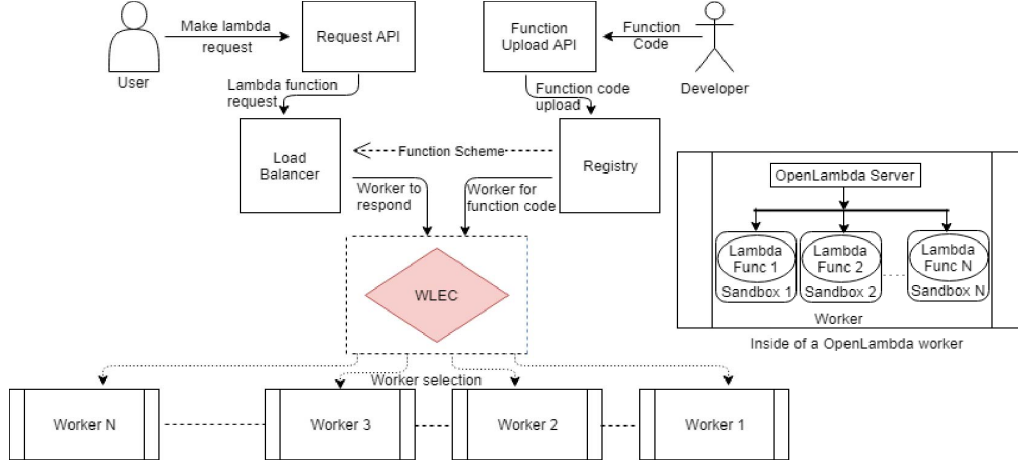 Make lambda
request
User
Request API
Function
Upload API
Function
Code
Developer
Lambda function
request
Function code
upload
Load
Balancer
Function Scheme
Registry
Worker to
respond
Worker for
function code
WLEC
Worker selection
Worker N
Worker 3
Worker 2
Worker 1
OpenLambda Server
Lambda
Func 1
Sandbox 1
Lambda
Func 2
Sandbox 2
Lambda
Func N
Sandbox N
Worker
Inside of a OpenLambda worker